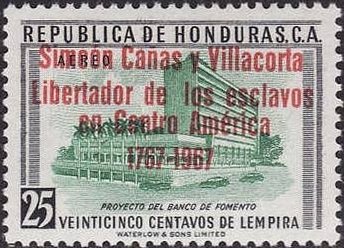 REPUBLICA DE HONDURAS, C.A.
AEREO
Simeón Cañas y Villacorta
Libertador de los esclavos
en Centro América
1767-1967
PROYECTO DEL BANCO DE FOMENTO
25 VEINTICINCO CENTAVOS DE LEMPIRA
WATERLOW & SONS LIMITED